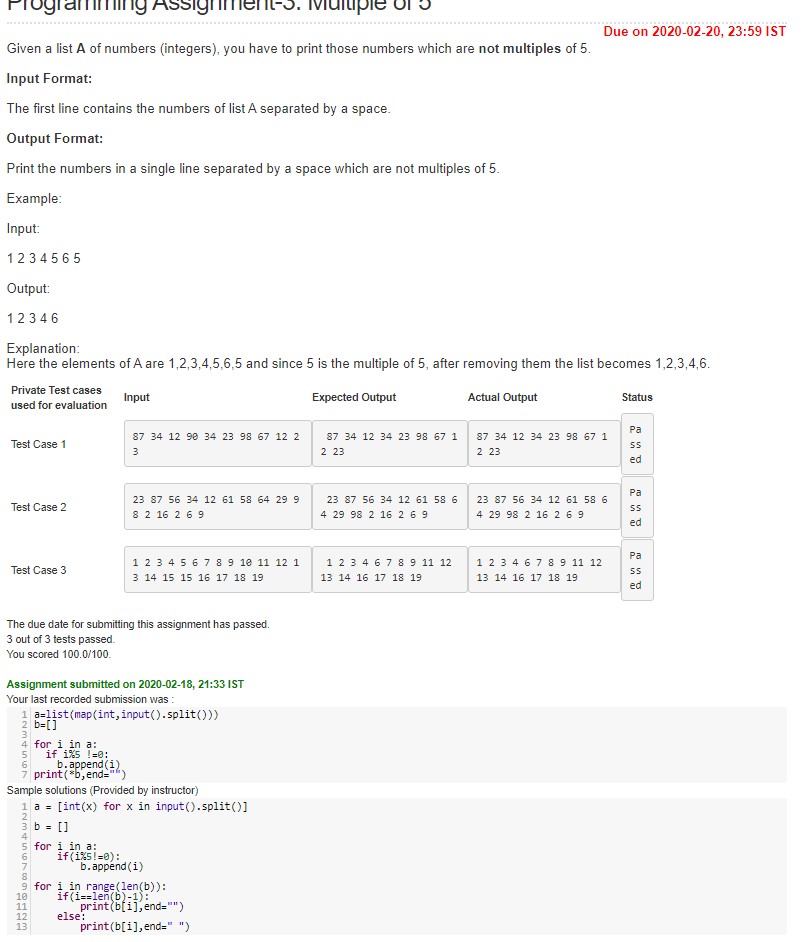 Programming Assignment-3: Multiple of 5
Due on 2020-02-20, 23:59 IST
Given a list A of numbers (integers), you have to print those numbers which are not multiples of 5.
Input Format:
The first line contains the numbers of list A separated by a space.
Output Format:
Print the numbers in a single line separated by a space which are not multiples of 5.
Example:
Input:
1 2 3 4 5 6 5
Output:
1 2 3 4 6
Explanation:
Here the elements of A are 1,2,3,4,5,6,5 and since 5 is the multiple of 5, after removing them the list becomes 1,2,3,4,6.
Private Test cases
used for evaluation
Input
Expected Output
Actual Output
Status
Test Case 1
87 34 12 90 34 23 98 67 12 2
3
87 34 12 34 23 98 67 1
2 23
87 34 12 34 23 98 67 1
2 23
Pa
ss
ed
Test Case 2
23 87 56 34 12 61 58 64 29 9
8 2 16 2 6 9
23 87 56 34 12 61 58 6
4 29 98 2 16 2 6 9
23 87 56 34 12 61 58 6
4 29 98 2 16 2 6 9
Pa
ss
ed
Test Case 3
1 2 3 4 5 6 7 8 9 10 11 12 1
3 14 15 15 16 17 18 19
1 2 3 4 6 7 8 9 11 12
13 14 16 17 18 19
1 2 3 4 6 7 8 9 11 12
13 14 16 17 18 19
Pa
ss
ed
The due date for submitting this assignment has passed.
3 out of 3 tests passed.
You scored 100.0/100.
Assignment submitted on 2020-02-18, 21:33 IST
Your last recorded submission was :
1 a=list(map(int,input().split()))
2 b=[]
3
4 for i in a:
5 if i%5 !=0:
6 b.append(i)
7 print(*b,end="")
Sample solutions (Provided by instructor)
1 a = [int(x) for x in input().split()]
2
3 b = []
4
5 for i in a:
6 if(i%5!=0):
7 b.append(i)
8
9 for i in range(len(b)):
10 if(i==len(b)-1):
11 print(b[i],end="")
12 else:
13 print(b[i],end=" ")